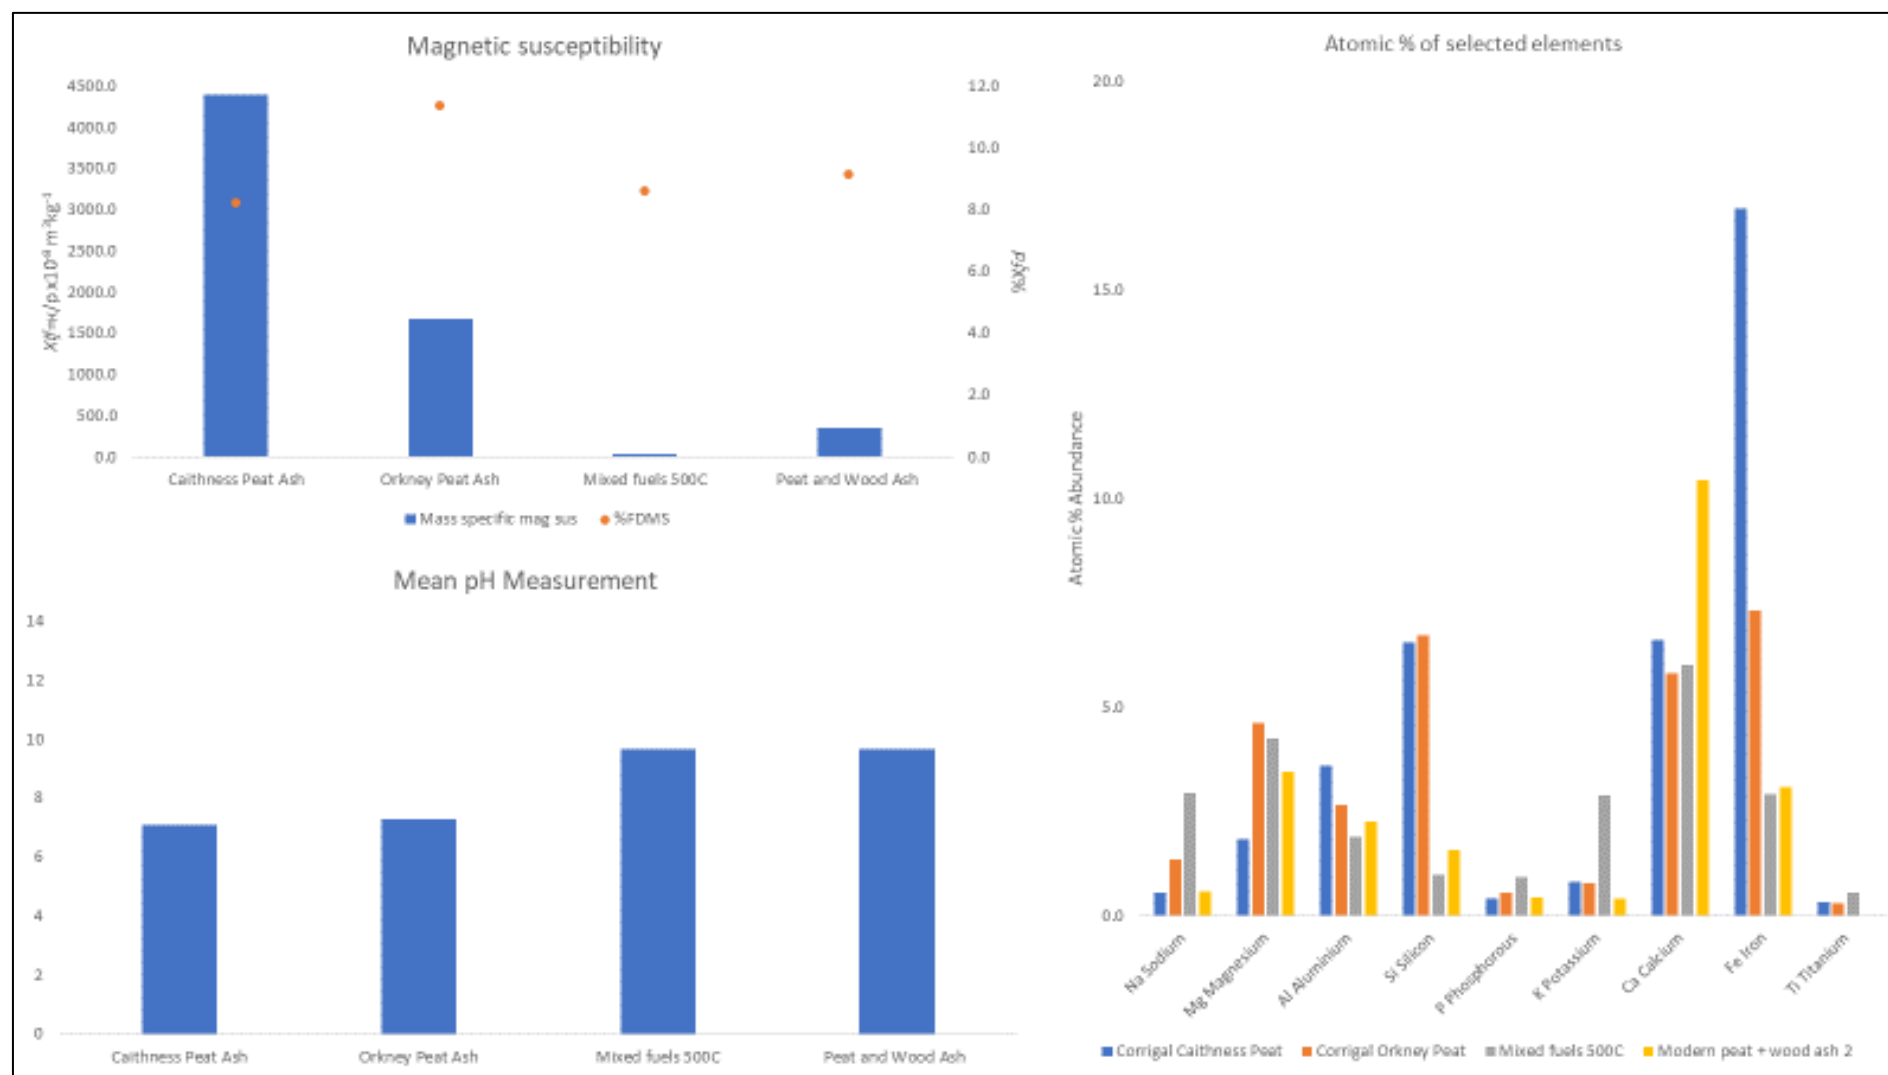 Magnetic susceptibility
4500.0
4000.0
3500.0
3000.0
2500.0
2000.0
1500.0
1000.0
500.0
0.0
12.0
10.0
8.0
6.0
4.0
2.0
0.0
%Xfd
Caithness Peat Ash
Orkney Peat Ash
Mixed fuels 500C
Peat and Wood Ash
Mass specific mag sus
%FDMS
Mean pH Measurement
14
12
10
8
6
4
2
0
Caithness Peat Ash
Orkney Peat Ash
Mixed fuels 500C
Peat and Wood Ash
Atomic % of selected elements
20.0
15.0
10.0
5.0
0.0
Atomic % Abundance
Na Sodium
Mg Magnesium
Al Aluminium
Si Silicon
P Phosphorous
K Potassium
Ca Calcium
Fe Iron
Ti Titanium
Corrigal Caithness Peat
Corrigal Orkney Peat
Mixed fuels 500C
Modern peat + wood ash 2